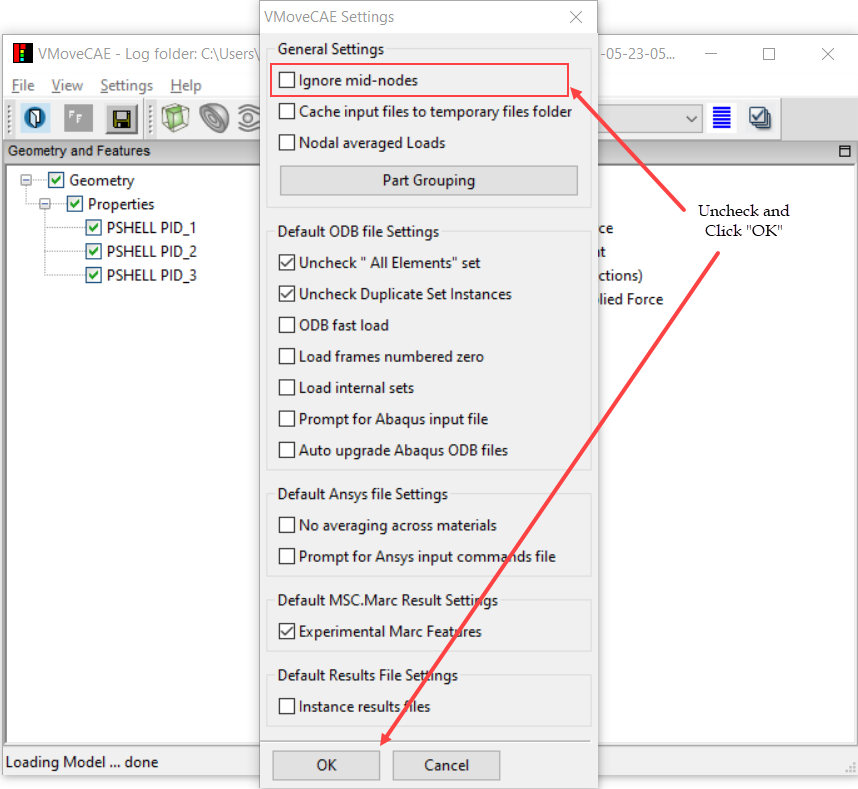 VMoveCAE Settings
VMoveCAE - Log folder: C:\Users\
-05-23-05...
File View Settings Help
Geometry and Features
Geometry
Properties
PSHELL PID_1
PSHELL PID_2
PSHELL PID_3
General Settings
Ignore mid-nodes
Cache input files to temporary files folder
Nodal averaged Loads
Part Grouping
Default ODB file Settings
Uncheck " All Elements" set
Uncheck Duplicate Set Instances
ODB fast load
Load frames numbered zero
Load internal sets
Prompt for Abaqus input file
Auto upgrade Abaqus ODB files
Default Ansys file Settings
No averaging across materials
Prompt for Ansys input commands file
Default MSC.Marc Result Settings
Experimental Marc Features
Default Results File Settings
Instance results files
OK Cancel
Uncheck and
Click "OK"
ce
nt
ctions)
lied Force
Loading Model ... done